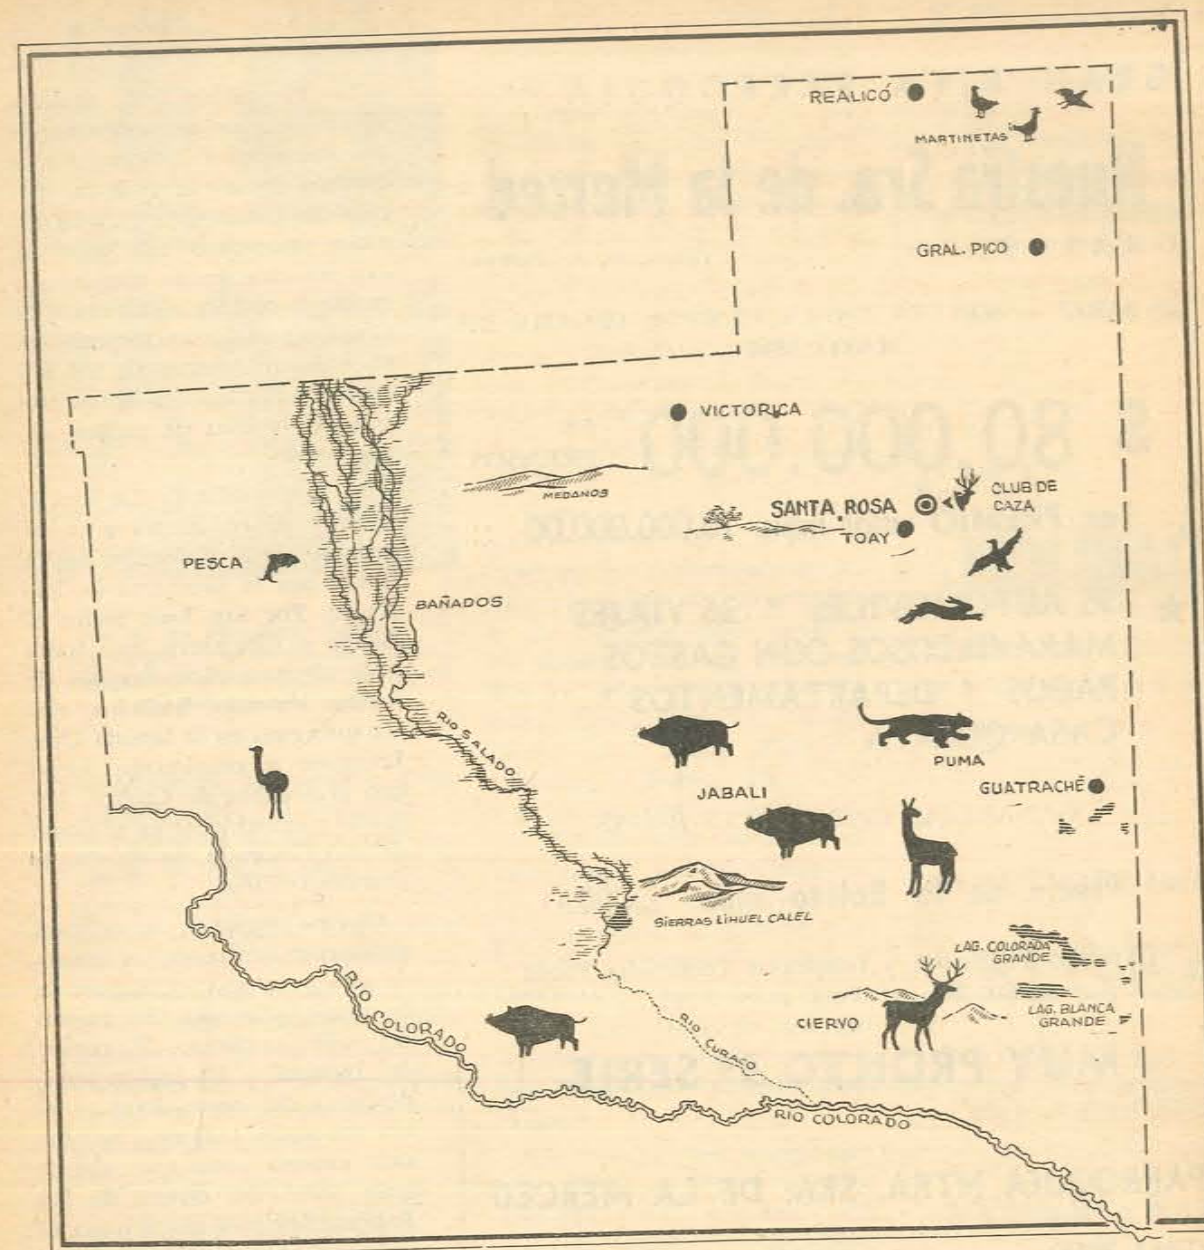 REALICÓ
MARTINETAS
GRAL. PICO
VICTORICA
MEDANOS
SANTA ROSA
CLUB DE
CAZA
TOAY
PESCA
BAÑADOS
RIO SALADO
PUMA
JABALI
GUATRACHÉ
SIERRAS LIHUEL CALEL
LAG. COLORADA
GRANDE
LAG. BLANCA
GRANDE
CIERVO
RIO COLORADO
RIO CURACO
RIO COLORADO